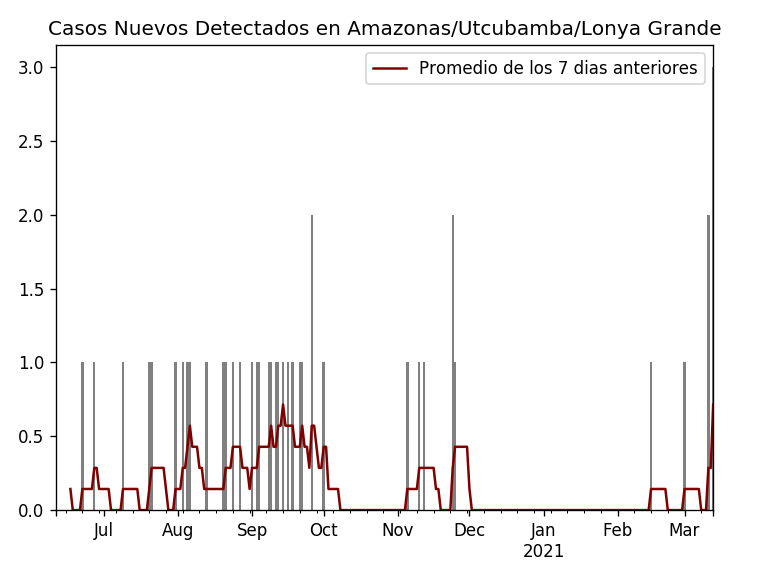 Casos Nuevos Detectados en Amazonas/Utcubamba/Lonya Grande
Promedio de los 7 dias anteriores
3.0
2.5
2.0
1.5
1.0
0.5
0.0
Jul Aug Sep Oct Nov Dec Jan Feb Mar
2021